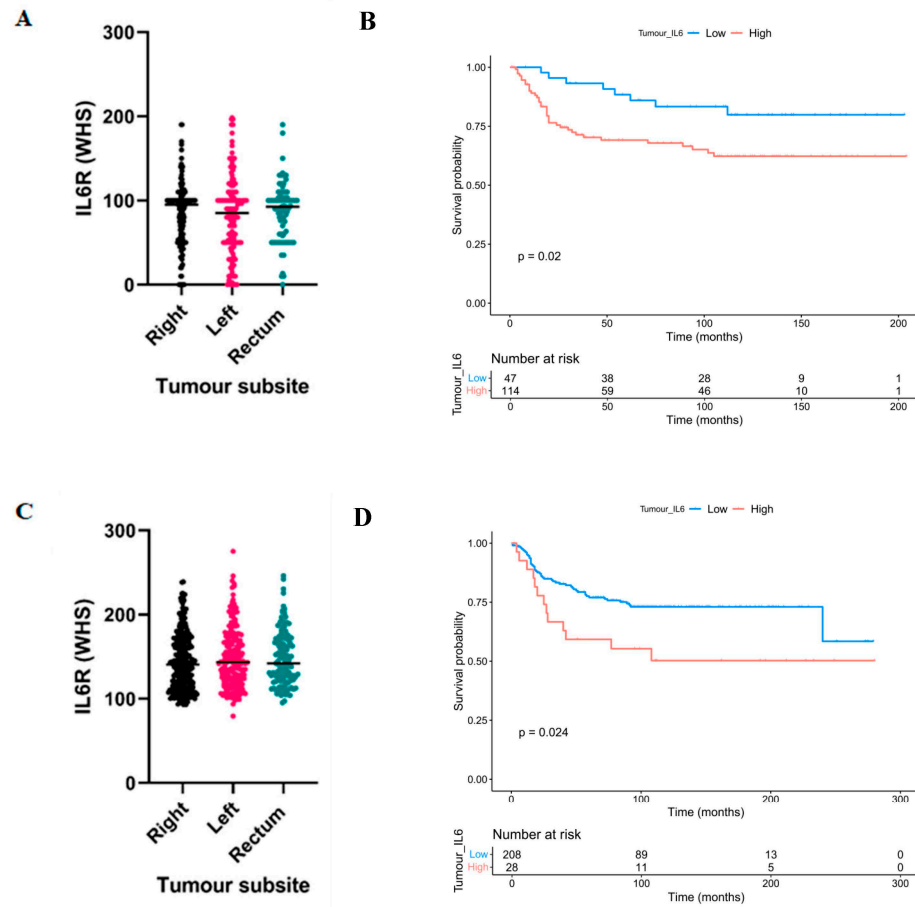 A
IL6R (WHS)
300
200
100
0
Right
Left
Rectum
Tumour subsite
B
Tumour_IL6 Low High
Survival probability
1.00
0.75
0.50
0.25
0.00
p = 0.02
0 50 100 150 200
Time (months)
Number at risk
Tumour_IL6
Low 47 38 28 9 1
High 114 59 46 10 1
0 50 100 150 200
Time (months)
C
IL6R (WHS)
300
200
100
0
Right
Left
Rectum
Tumour subsite
D
Tumour_IL6 Low High
Survival probability
1.00
0.75
0.50
0.25
0.00
p = 0.024
0 100 200 300
Time (months)
Number at risk
Tumour_IL6
Low 208 89 13 0
High 28 11 5 0
0 100 200 300
Time (months)